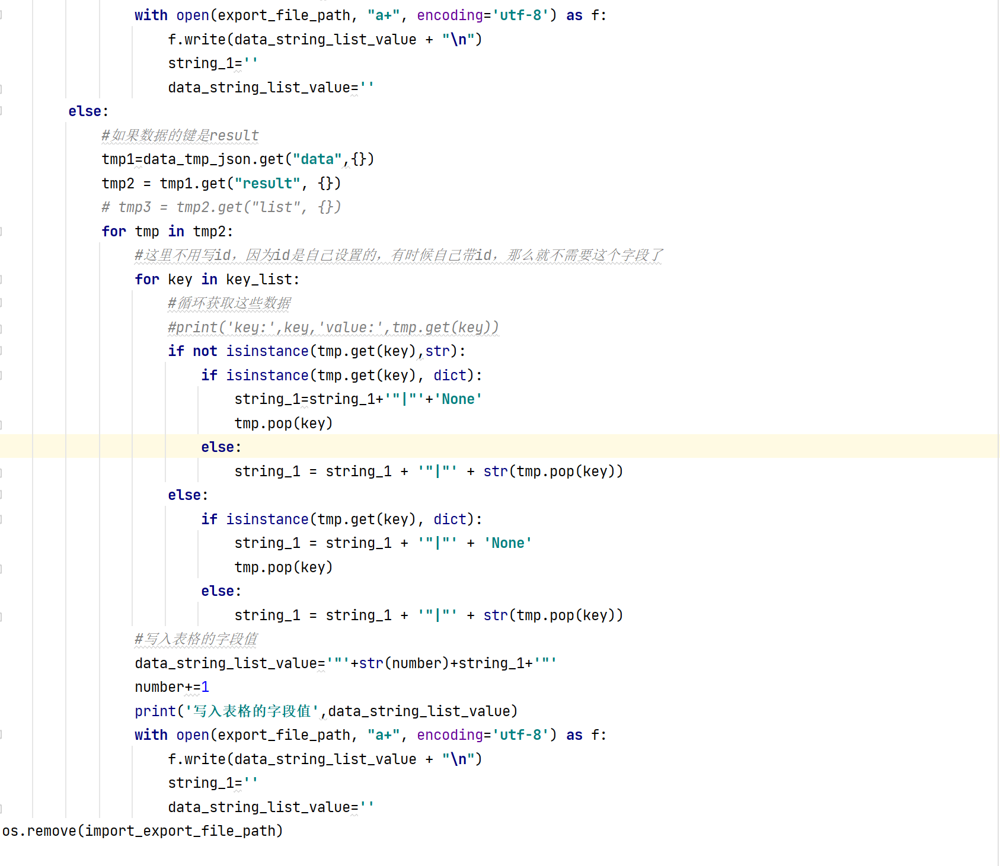 with open(export_file_path, "a+", encoding='utf-8') as f:
f.write(data_string_list_value + "\n")
string_1=''
data_string_list_value=''
else:
#如果数据的键是result
tmp1=data_tmp_json.get("data",{})
tmp2 = tmp1.get("result", {})
# tmp3 = tmp2.get("list", {})
for tmp in tmp2:
#这里不用写id，因为id是自己设置的，有时候自己带id，那么就不需要这个字段了
for key in key_list:
#循环获取这些数据
#print('key:',key,'value:',tmp.get(key))
if not isinstance(tmp.get(key),str):
if isinstance(tmp.get(key), dict):
string_1=string_1+'"|"'+'None'
tmp.pop(key)
else:
string_1 = string_1 + '"|"' + str(tmp.pop(key))
else:
if isinstance(tmp.get(key), dict):
string_1 = string_1 + '"|"' + 'None'
tmp.pop(key)
else:
string_1 = string_1 + '"|"' + str(tmp.pop(key))
#写入表格的字段值
data_string_list_value='"'+str(number)+string_1+'"'
number+=1
print('写入表格的字段值',data_string_list_value)
with open(export_file_path, "a+", encoding='utf-8') as f:
f.write(data_string_list_value + "\n")
string_1=''
data_string_list_value=''
os.remove(import_export_file_path)